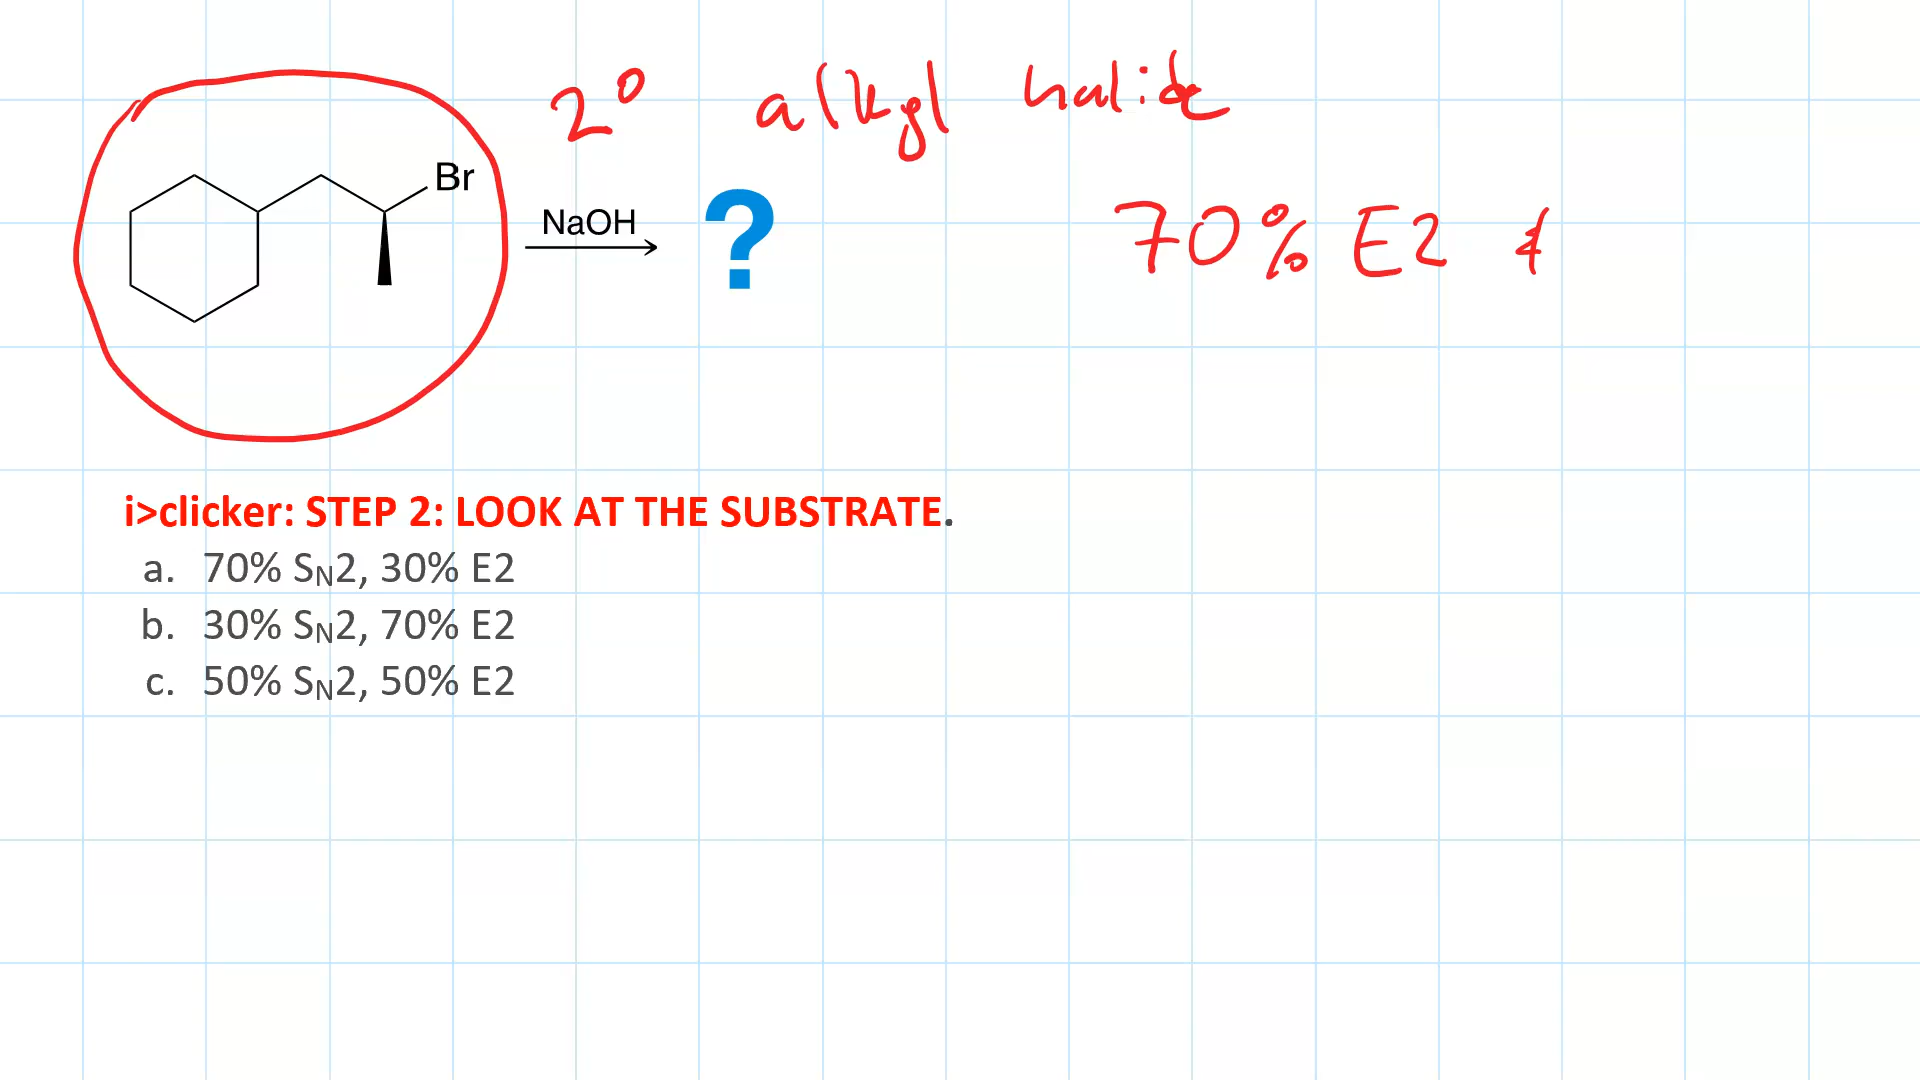 2° alkyl halide
Br
NaOH
?
70% E2 &
i>clicker: STEP 2: LOOK AT THE SUBSTRATE.
a. 70% SN2, 30% E2
b. 30% SN2, 70% E2
c. 50% SN2, 50% E2